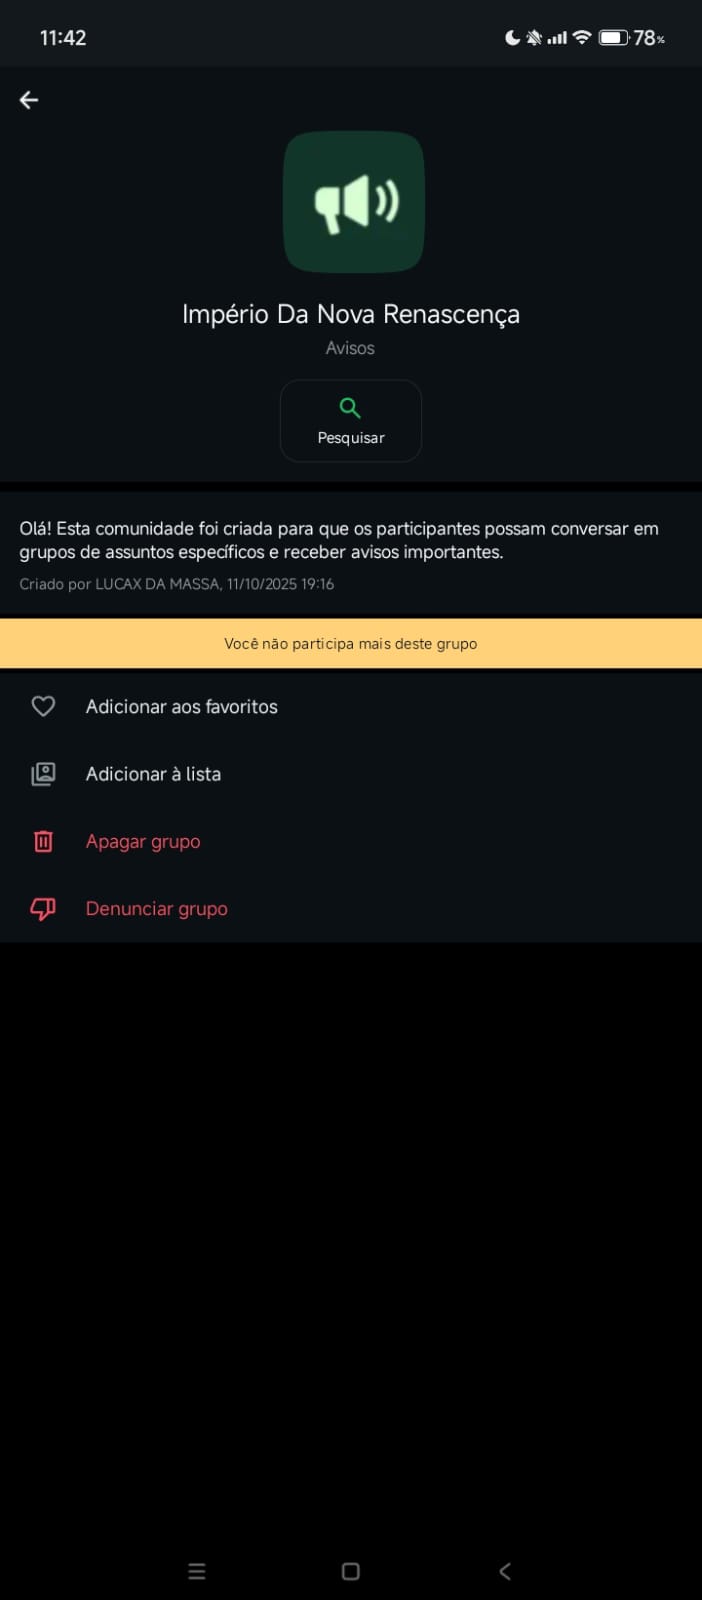 11:42
78%
Império Da Nova Renascença
Avisos
Pesquisar
Olá! Esta comunidade foi criada para que os participantes possam conversar em
grupos de assuntos específicos e receber avisos importantes.
Criado por LUCAX DA MASSA, 11/10/2025 19:16
Você não participa mais deste grupo
Adicionar aos favoritos
Adicionar à lista
Apagar grupo
Denunciar grupo